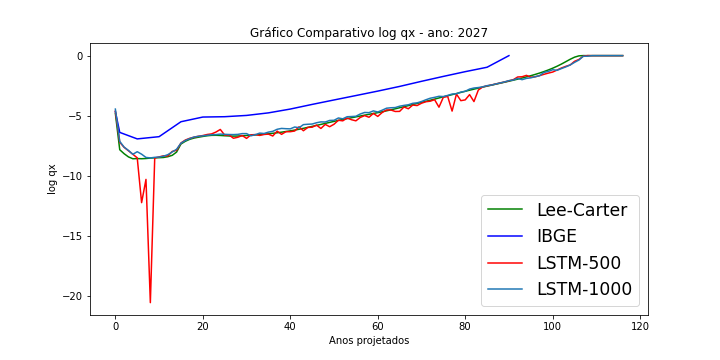 Gráfico Comparativo log qx - ano: 2027
0
−5
−10
−15
−20
log qx
0
20
40
60
80
100
120
Anos projetados
Lee-Carter
IBGE
LSTM-500
LSTM-1000